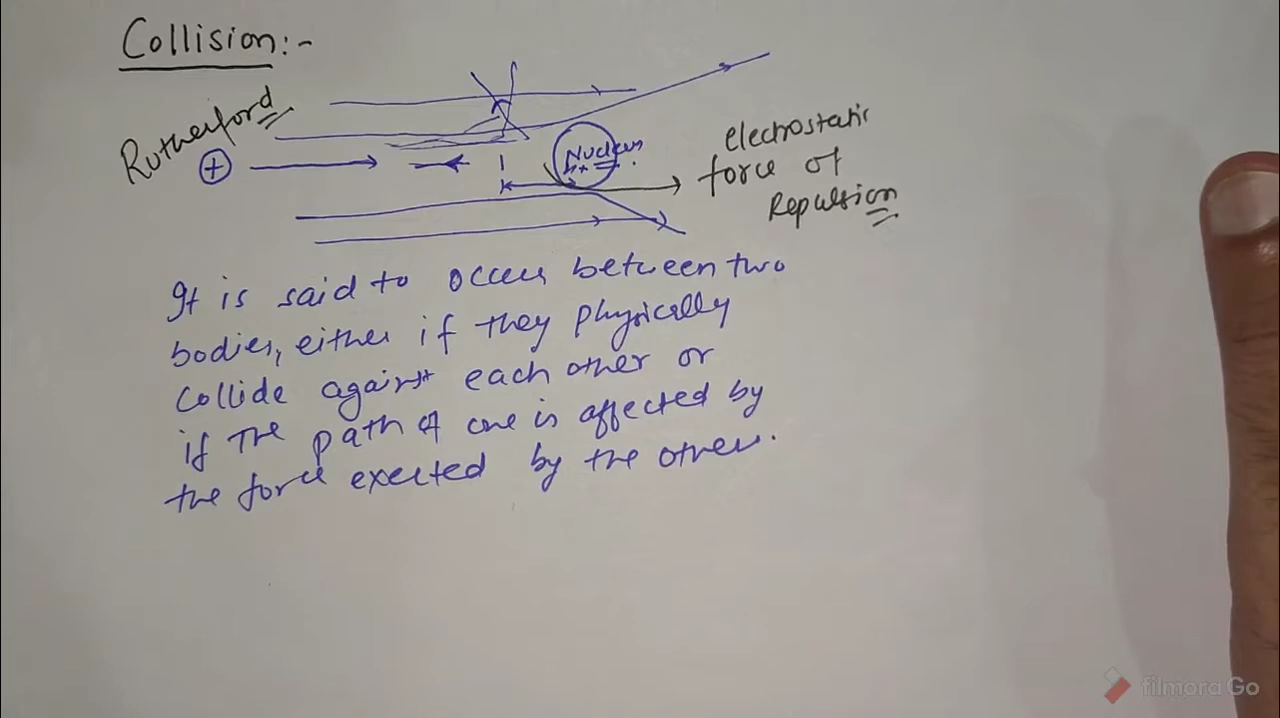 Collision:-
Rutherford
+
Nucleus
Electrostatic
force of
Repulsion
It is said to occur between two
bodies, either if they physically
collide against each other or
if the path of one is affected by
the force exerted by the other.
filmora Go